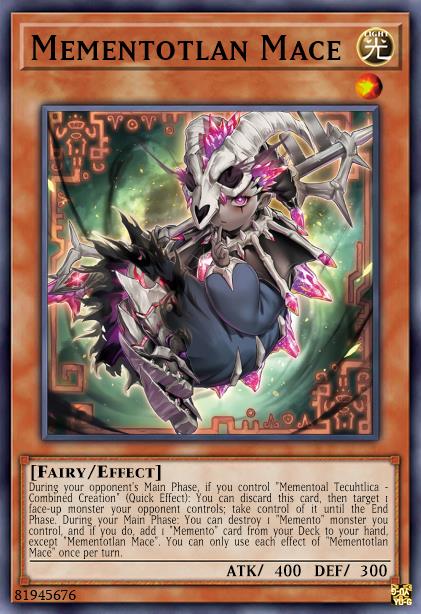 Mementotlan Mace
LIGHT
光
[Fairy/Effect]
During your opponent's Main Phase, if you control "Mementoal Tecuhtlica -
Combined Creation" (Quick Effect): You can discard this card, then target 1
face-up monster your opponent controls; take control of it until the End
Phase. During your Main Phase: You can destroy 1 "Memento" monster you
control, and if you do, add 1 "Memento" card from your Deck to your hand,
except "Mementotlan Mace". You can only use each effect of "Mementotlan
Mace" once per turn.
ATK/ 400 DEF/ 300
81945676